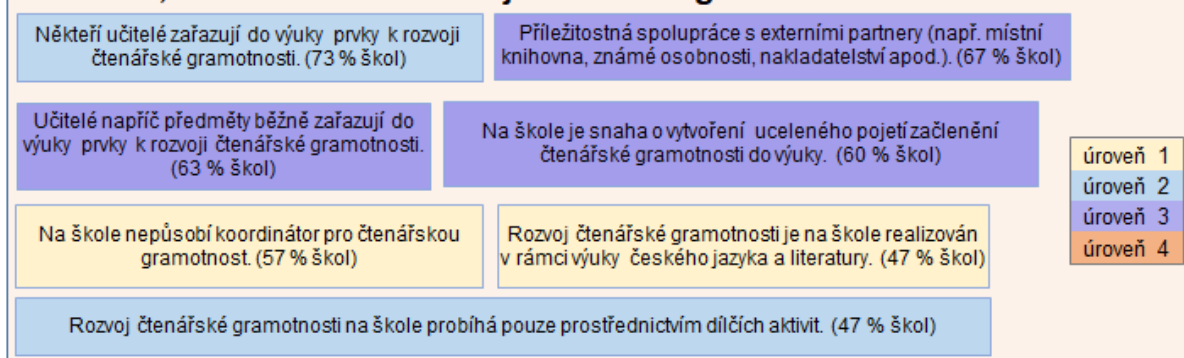 Někteří učitelé zařazují do výuky prvky k rozvoji
čtenářské gramotnosti. (73 % škol)
Příležitostná spolupráce s externími partnery (např. místní
knihovna, známé osobnosti, nakladatelství apod.). (67 % škol)
Učitelé napříč předměty běžně zařazují do
výuky prvky k rozvoji čtenářské gramotnosti.
(63 % škol)
Na škole je snaha o vytvoření uceleného pojetí začlenění
čtenářské gramotnosti do výuky. (60 % škol)
úroveň 1
úroveň 2
úroveň 3
úroveň 4
Na škole nepůsobí koordinátor pro čtenářskou
gramotnost. (57 % škol)
Rozvoj čtenářské gramotnosti je na škole realizován
v rámci výuky českého jazyka a literatury. (47 % škol)
Rozvoj čtenářské gramotnosti na škole probíhá pouze prostřednictvím dílčích aktivit. (47 % škol)